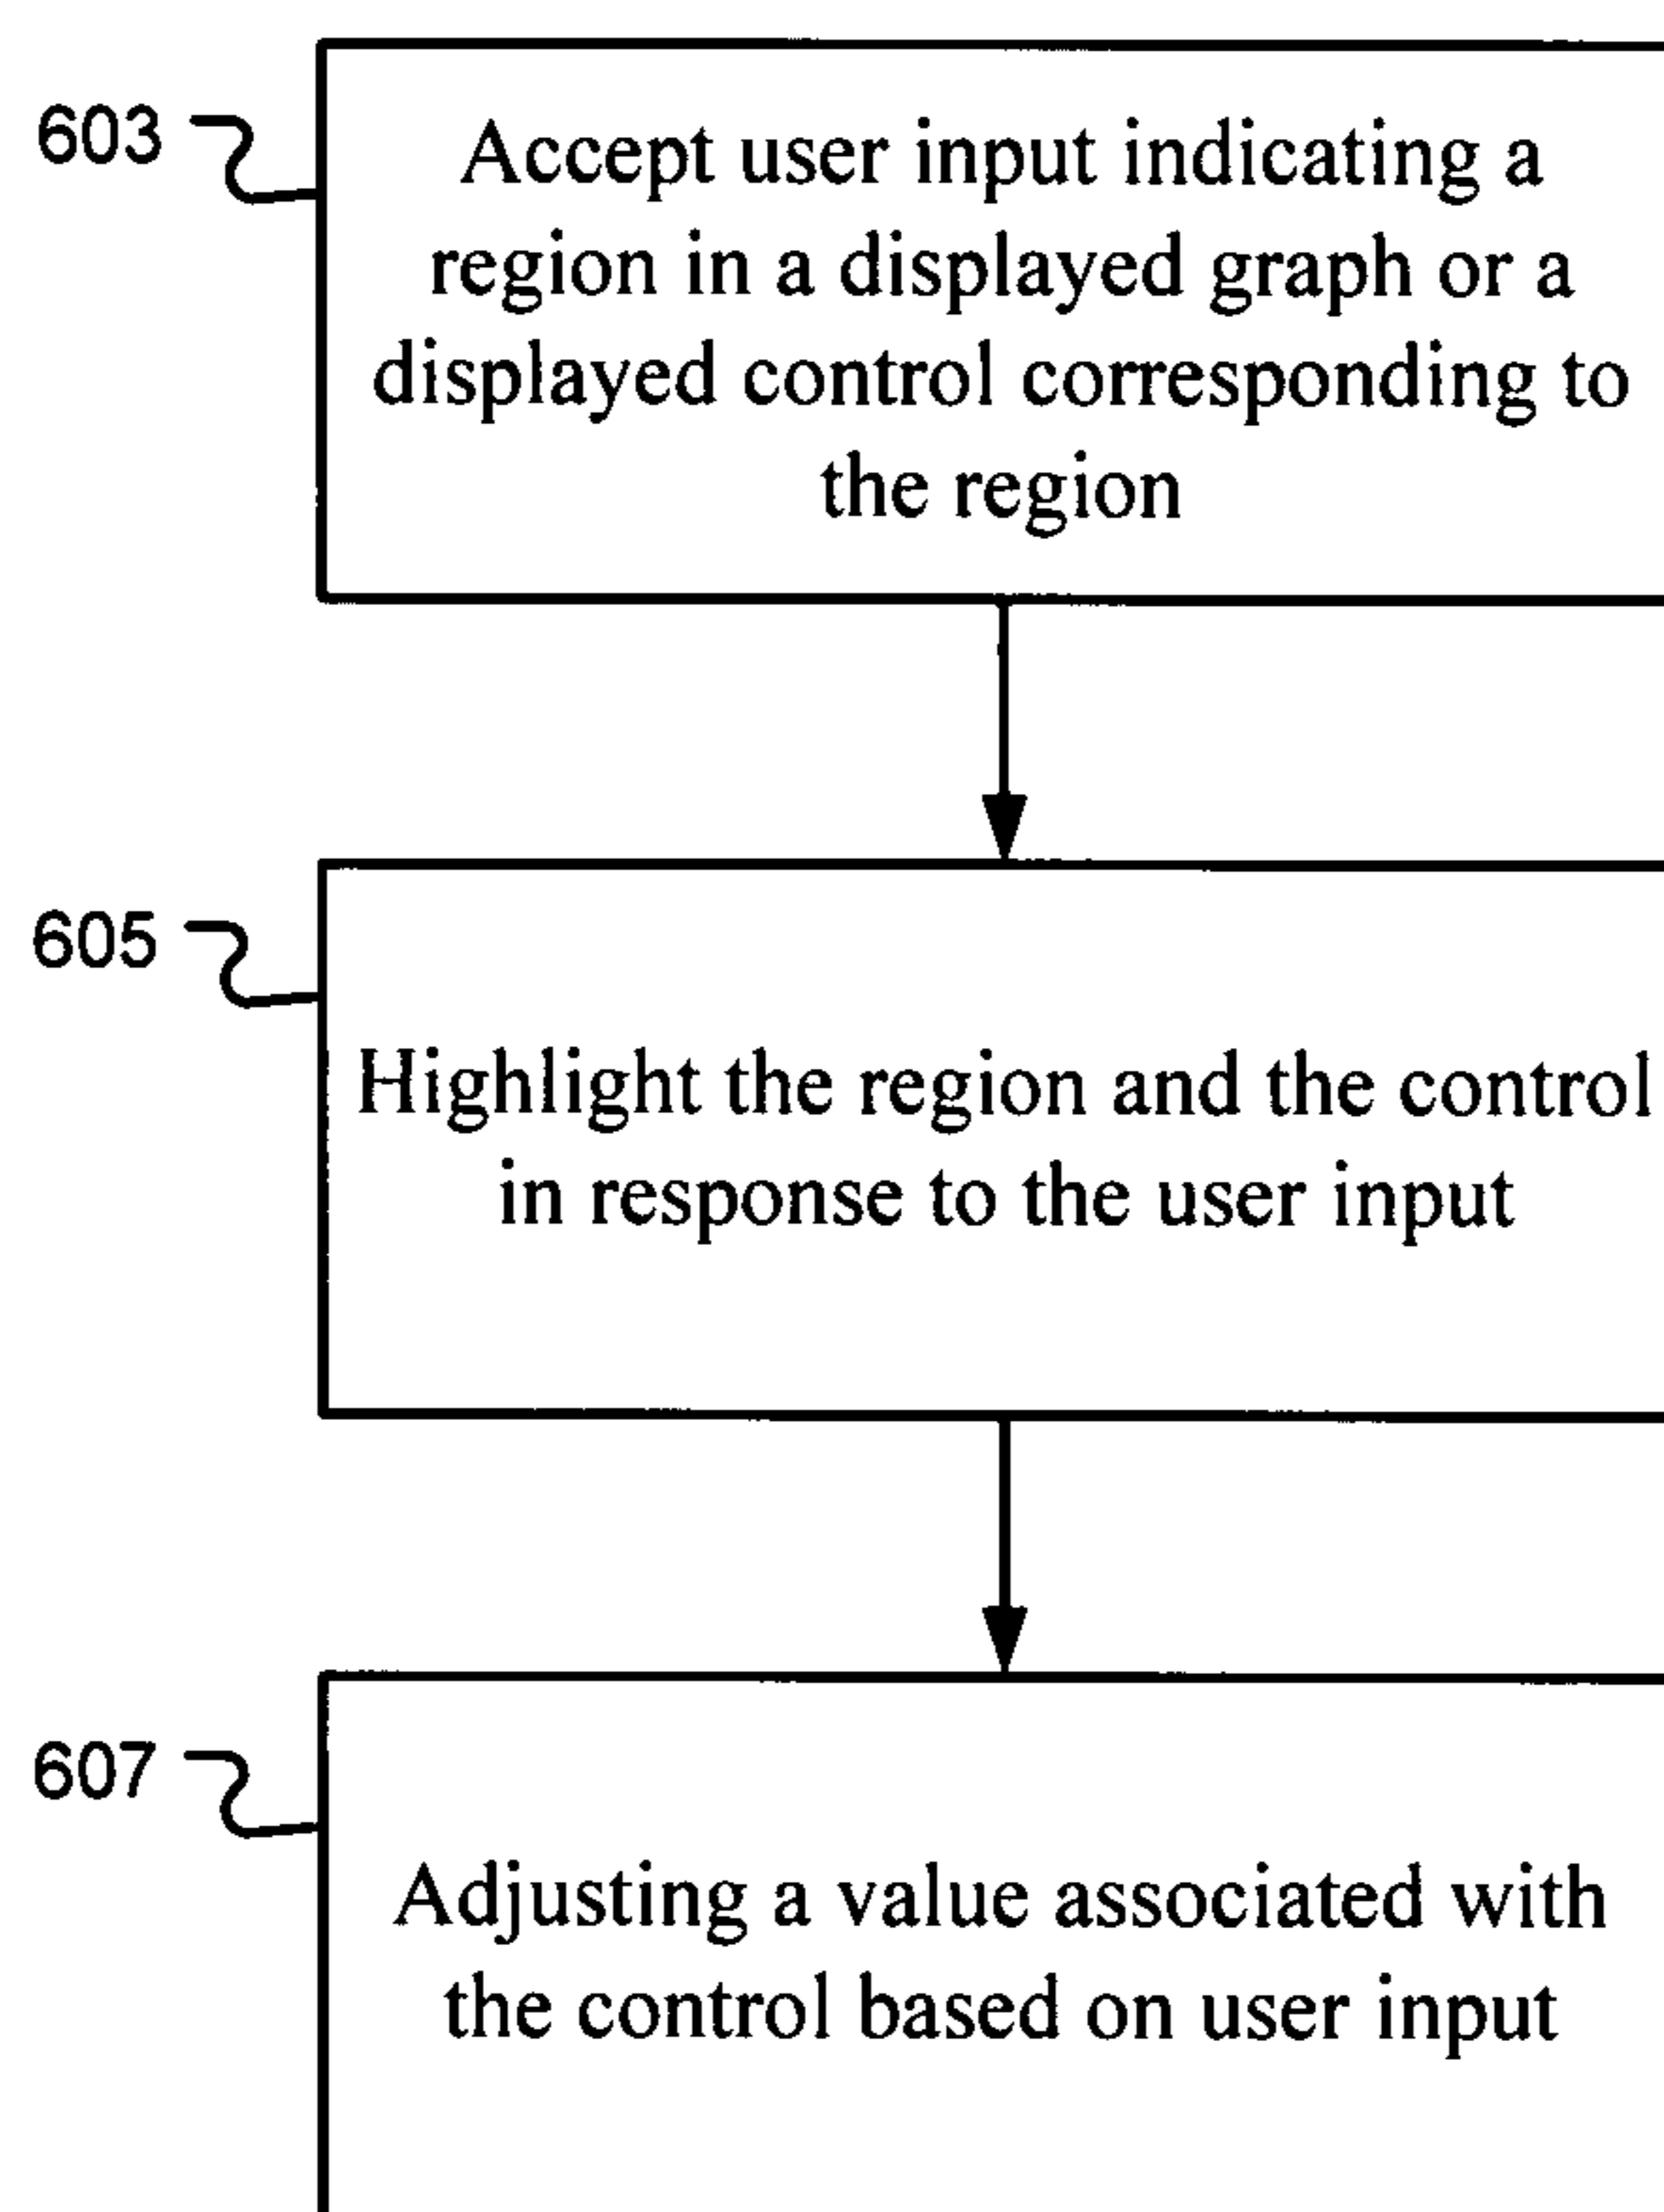 603
Accept user input indicating a
region in a displayed graph or a
displayed control corresponding to
the region
605
Highlight the region and the control
in response to the user input
607
Adjusting a value associated with
the control based on user input